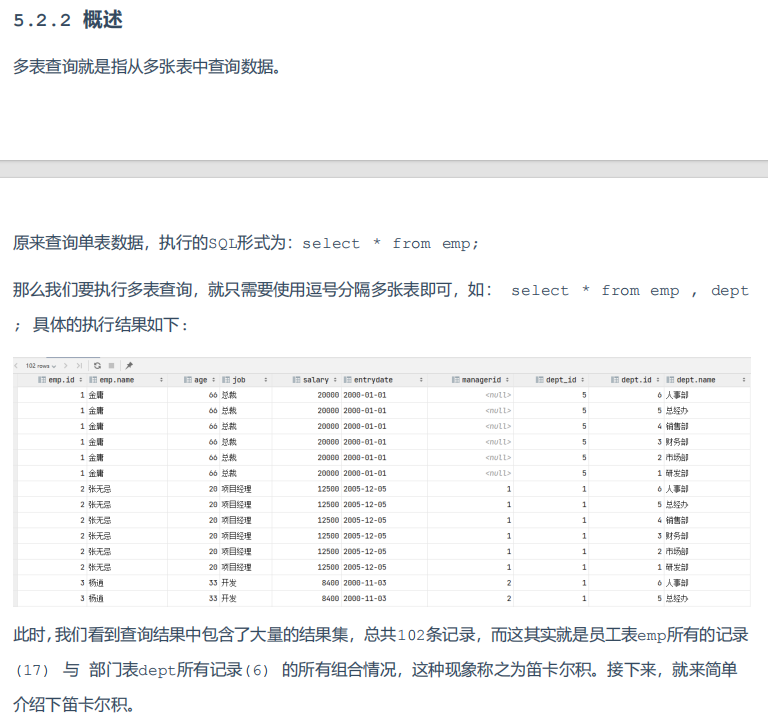 5.2.2 概述
多表查询就是指从多张表中查询数据。
原来查询单表数据，执行的SQL形式为：select * from emp;
那么我们要执行多表查询，就只需要使用逗号分隔多张表即可，如： select * from emp , dept
; 具体的执行结果如下:
102 rows
emp.id emp.name age job salary entrydate managerid dept_id dept.id dept.name
1 金庸 66 总裁 20000 2000-01-01 <null> 5 6 人事部
1 金庸 66 总裁 20000 2000-01-01 <null> 5 5 总经办
1 金庸 66 总裁 20000 2000-01-01 <null> 5 4 销售部
1 金庸 66 总裁 20000 2000-01-01 <null> 5 3 财务部
1 金庸 66 总裁 20000 2000-01-01 <null> 5 2 市场部
1 金庸 66 总裁 20000 2000-01-01 <null> 5 1 研发部
2 张无忌 20 项目经理 12500 2005-12-05 1 1 6 人事部
2 张无忌 20 项目经理 12500 2005-12-05 1 1 5 总经办
2 张无忌 20 项目经理 12500 2005-12-05 1 1 4 销售部
2 张无忌 20 项目经理 12500 2005-12-05 1 1 3 财务部
2 张无忌 20 项目经理 12500 2005-12-05 1 1 2 市场部
2 张无忌 20 项目经理 12500 2005-12-05 1 1 1 研发部
3 杨逍 33 开发 8400 2000-11-03 2 1 6 人事部
3 杨逍 33 开发 8400 2000-11-03 2 1 5 总经办
此时,我们看到查询结果中包含了大量的结果集，总共102条记录，而这其实就是员工表emp所有的记录
(17) 与 部门表dept所有记录(6) 的所有组合情况，这种现象称之为笛卡尔积。接下来，就来简单
介绍下笛卡尔积。